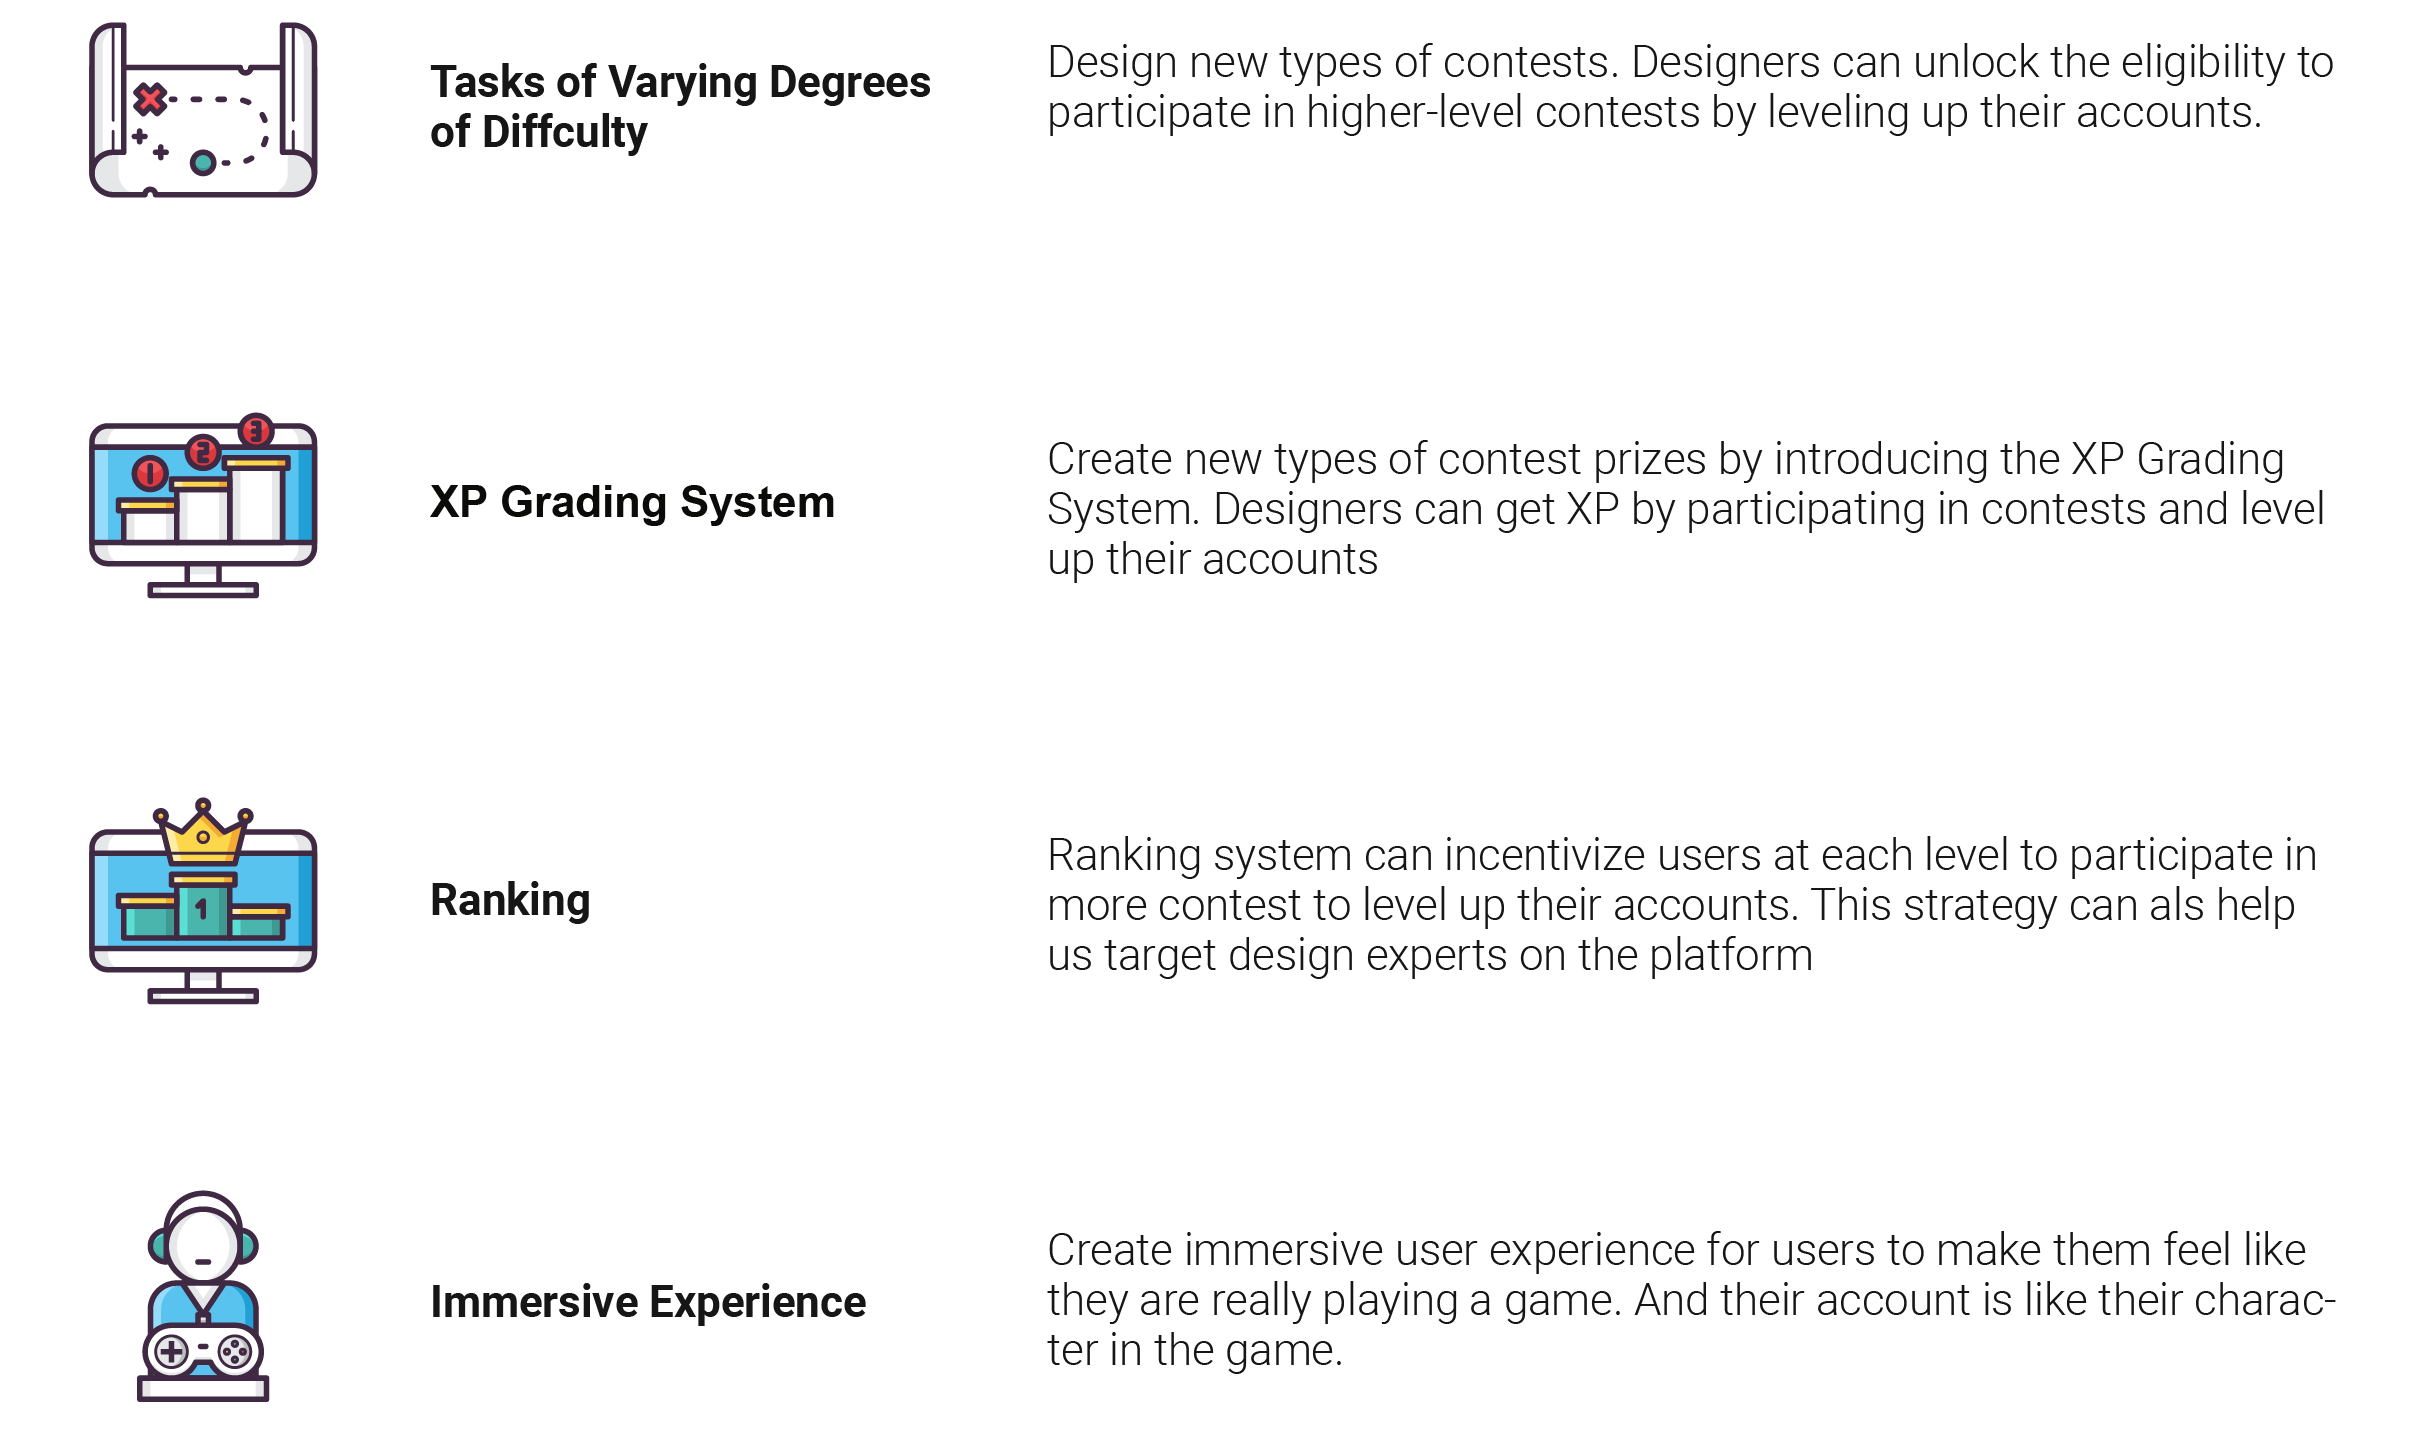 Tasks of Varying Degrees
of Diffculty
Design new types of contests. Designers can unlock the eligibility to
participate in higher-level contests by leveling up their accounts.
1
2
3
XP Grading System
Create new types of contest prizes by introducing the XP Grading
System. Designers can get XP by participating in contests and level
up their accounts
1
Ranking
Ranking system can incentivize users at each level to participate in
more contest to level up their accounts. This strategy can als help
us target design experts on the platform
Immersive Experience
Create immersive user experience for users to make them feel like
they are really playing a game. And their account is like their charac-
ter in the game.